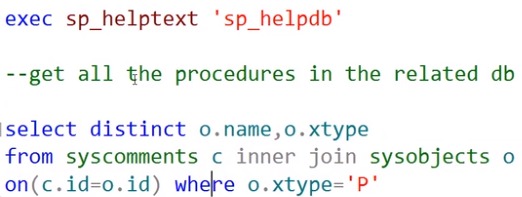 exec sp_helptext 'sp_helpdb'
--get all the procedures in the related db
select distinct o.name,o.xtype
from syscomments c inner join sysobjects o
on(c.id=o.id) where o.xtype='P'